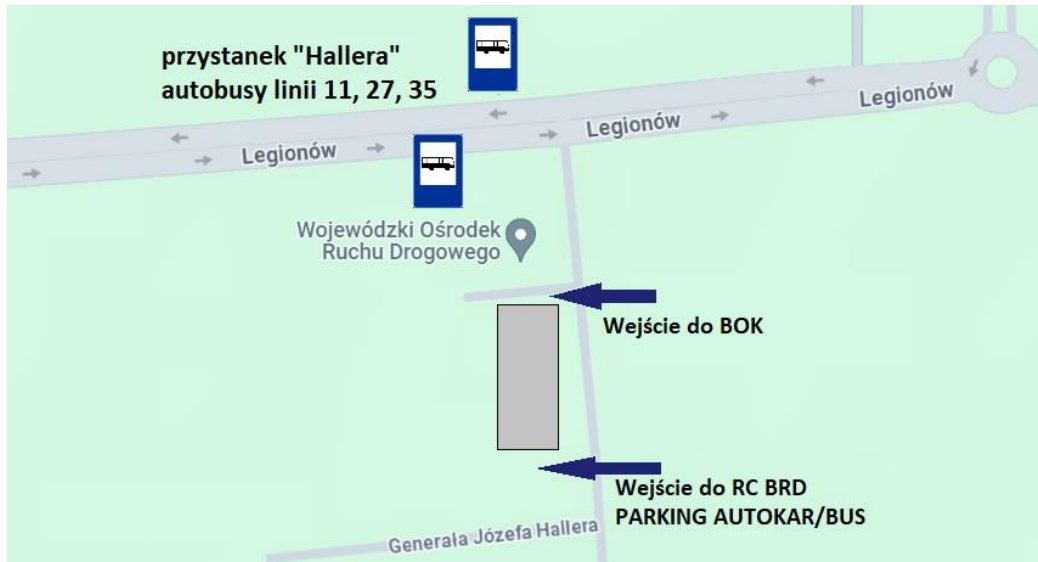 przystanek "Hallera"
autobusy linii 11, 27, 35
Legionów
Legionów
Legionów
Wojewódzki Ośrodek
Ruchu Drogowego
Wejście do BOK
Wejście do RC BRD
PARKING AUTOKAR/BUS
Generała Józefa Hallera